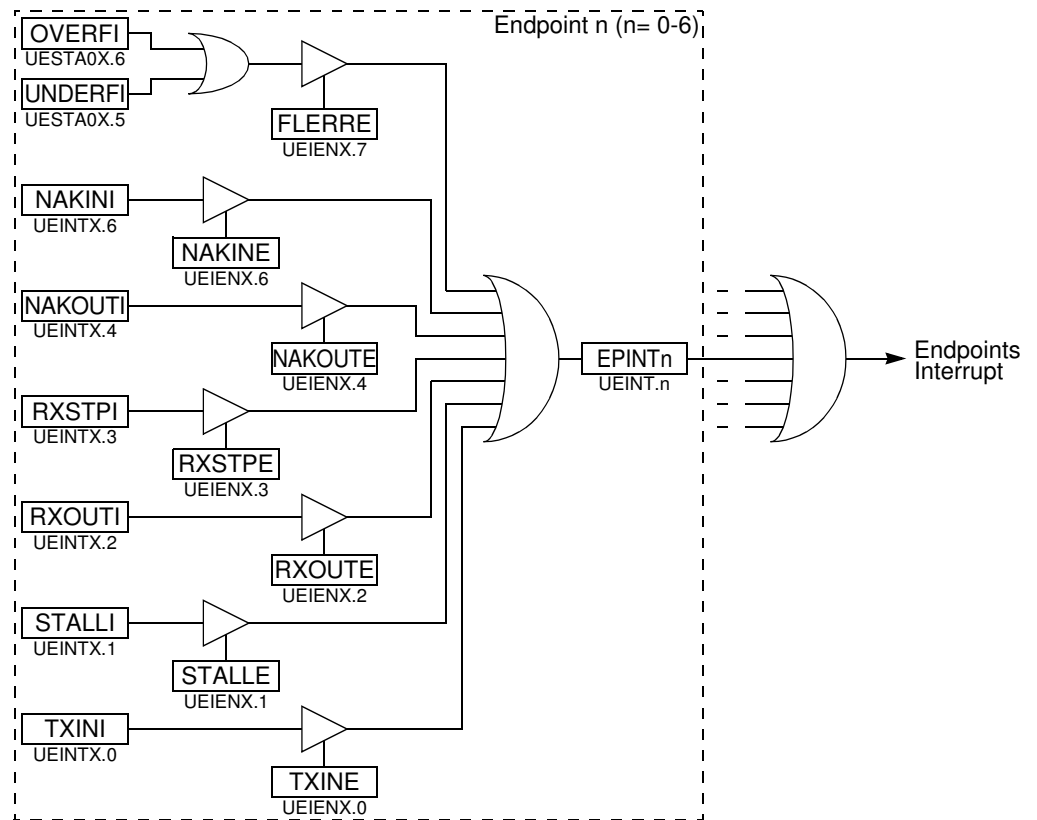 Endpoint n (n= 0-6)
OVERFI
UESTA0X.6
UNDERFI
UESTA0X.5
FLERRE
UEIENX.7
NAKINI
UEINTX.6
NAKINE
UEIENX.6
NAKOUTI
UEINTX.4
NAKOUTE
UEIENX.4
EPINTn
UEINT.n
Endpoints
Interrupt
RXSTPI
UEINTX.3
RXSTPE
UEIENX.3
RXOUTI
UEINTX.2
RXOUTE
UEIENX.2
STALLI
UEINTX.1
STALLE
UEIENX.1
TXINI
UEINTX.0
TXINE
UEIENX.0